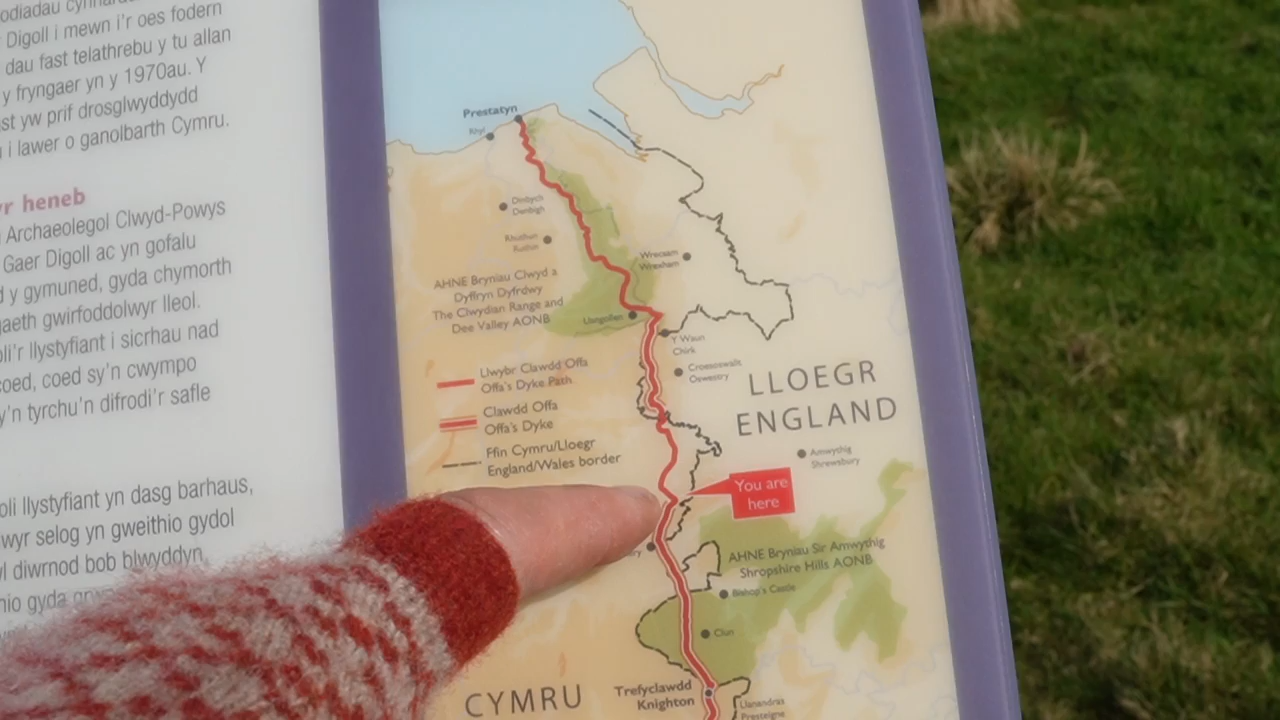 Digoll i mewn i'r oes fodern
dau fast telathrebu y tu allan
y fryngaer yn y 1970au. Y
yw prif drosglwyddydd
i lawer o ganolbarth Cymru.
heneb
Archaeolegol Clwyd-Powys
Gaer Digoll ac yn gofalu
y gymuned, gyda chymorth
gwirfoddolwyr lleol.
llystyfiant i sicrhau nad
coed, coed sy'n cwympo
y'n tyrchu'n difrodi'r safle
llystyfiant yn dasg barhaus,
selog yn gweithio gydol
diwrnod bob blwyddyn
gyda
Prestatyn
Rhyl
Dinbych
Denbigh
Rhuthun
Ruthin
Wrecsam
Wrexham
AHNE Bryniau Clwyd a
Dyffryn Dyfrdwy
The Clwydian Range and
Dee Valley AONB
Llangollen
Y Waun
Chirk
Croesoswallt
Oswestry
LLOEGR
ENGLAND
Llwybr Clawdd Offa
Offa's Dyke Path
Clawdd Offa
Offa's Dyke
Ffin Cymru/Lloegr
England/Wales border
Amwythig
Shrewsbury
You are
here
AHNE Bryniau Sir Amwythig
Shropshire Hills AONB
Bishop's Castle
Clun
CYMRU
Trefyclawdd
Knighton
Llanandras
Presteigne